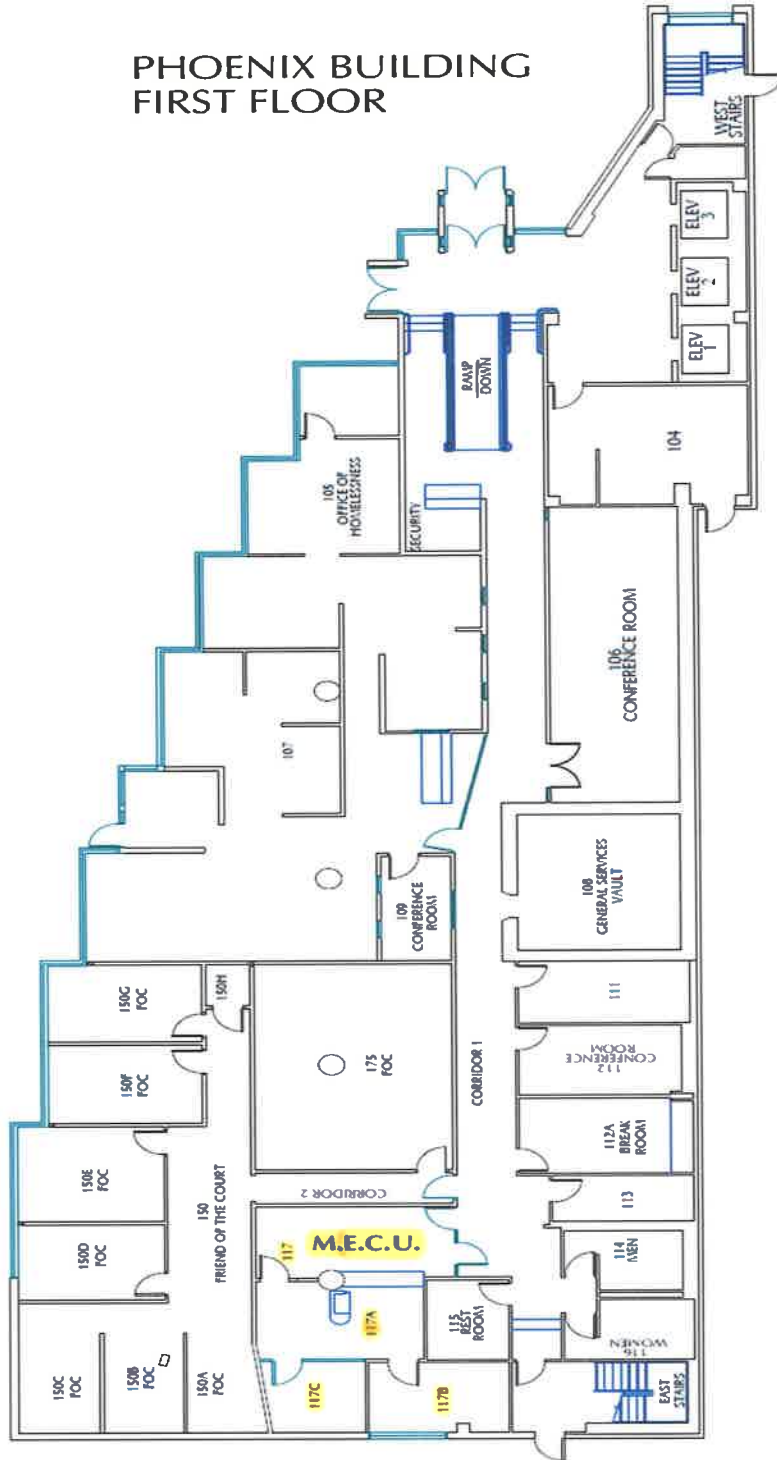 PHOENIX BUILDING
FIRST FLOOR
WEST
STAIRS
ELEV
3
ELEV
2
ELEV
1
RAMP
DOWN
104
105
OFFICE OF
HOMELESSNESS
SECURITY
106
CONFERENCE ROOM
107
108
GENERAL SERVICES
VAULT
109
CONFERENCE
ROOM
150G
FOC
150H
111
150F
FOC
175
FOC
CORRIDOR 1
112
CONFERENCE
ROOM
112A
BREAK
ROOM
150E
FOC
150
FRIEND OF THE COURT
CORRIDOR 2
113
150D
FOC
117
M.E.C.U.
114
MEN
117A
115
REST
ROOM
116
WOMEN
150C
FOC
150B
FOC
150A
FOC
117C
117B
EAST
STAIRS